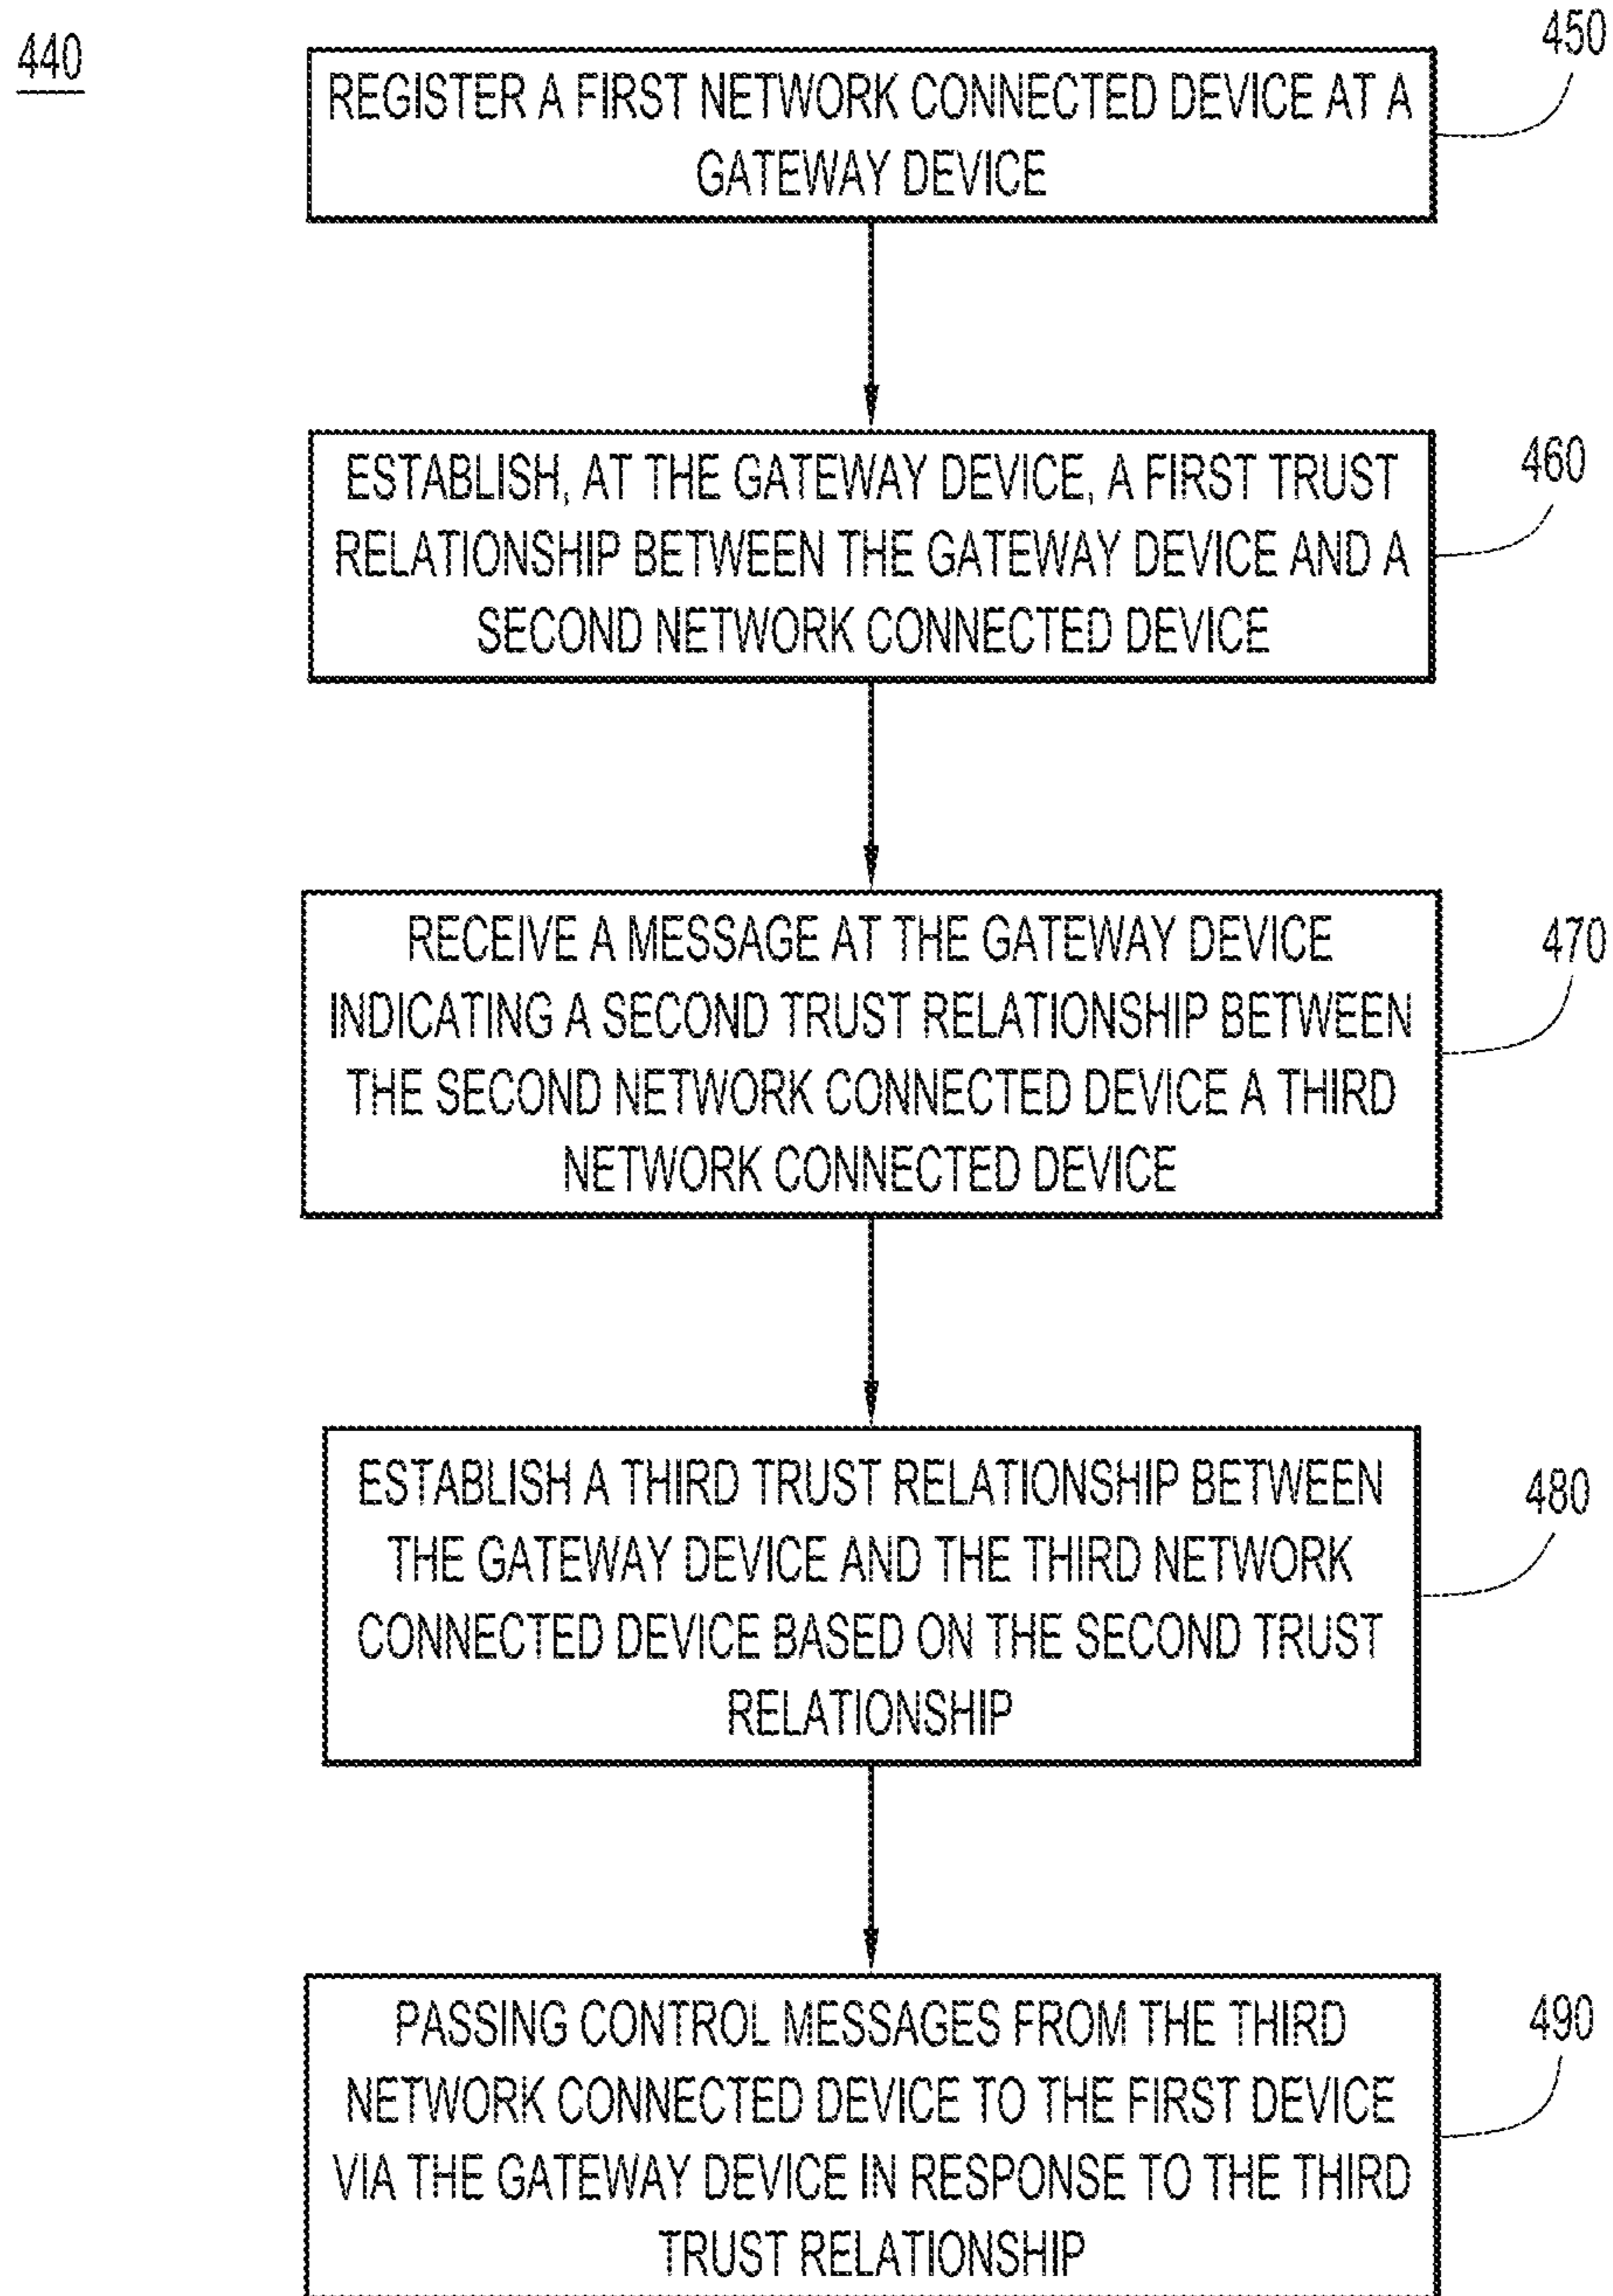 440
450
REGISTER A FIRST NETWORK CONNECTED DEVICE AT A
GATEWAY DEVICE
460
ESTABLISH, AT THE GATEWAY DEVICE, A FIRST TRUST
RELATIONSHIP BETWEEN THE GATEWAY DEVICE AND A
SECOND NETWORK CONNECTED DEVICE
470
RECEIVE A MESSAGE AT THE GATEWAY DEVICE
INDICATING A SECOND TRUST RELATIONSHIP BETWEEN
THE SECOND NETWORK CONNECTED DEVICE A THIRD
NETWORK CONNECTED DEVICE
480
ESTABLISH A THIRD TRUST RELATIONSHIP BETWEEN
THE GATEWAY DEVICE AND THE THIRD NETWORK
CONNECTED DEVICE BASED ON THE SECOND TRUST
RELATIONSHIP
490
PASSING CONTROL MESSAGES FROM THE THIRD
NETWORK CONNECTED DEVICE TO THE FIRST DEVICE
VIA THE GATEWAY DEVICE IN RESPONSE TO THE THIRD
TRUST RELATIONSHIP